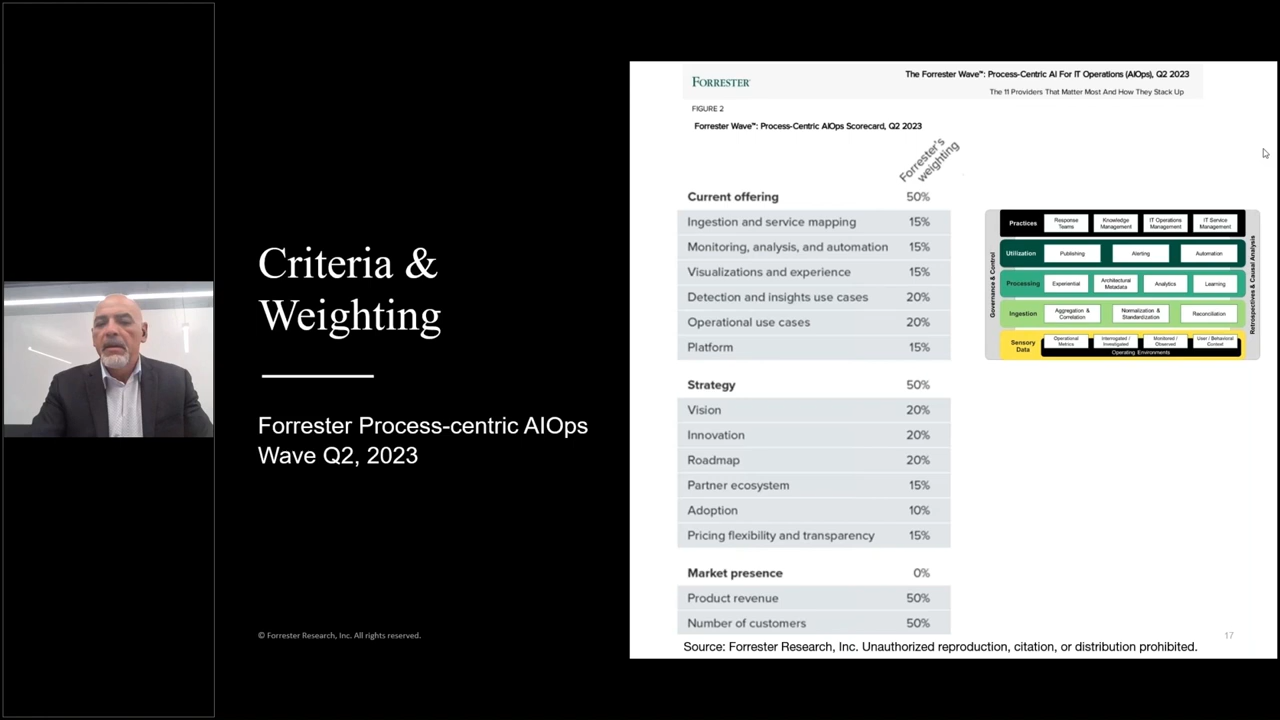 Criteria &
Weighting
Forrester Process-centric AIOps
Wave Q2, 2023
© Forrester Research, Inc. All rights reserved.
FORRESTER
The Forrester Wave™: Process-Centric AI For IT Operations (AIOps), Q2 2023
The 11 Providers That Matter Most And How They Stack Up
FIGURE 2
Forrester Wave™: Process-Centric AIOps Scorecard, Q2 2023
Forrester's
weighting
Current offering 50%
Ingestion and service mapping 15%
Monitoring, analysis, and automation 15%
Visualizations and experience 15%
Detection and insights use cases 20%
Operational use cases 20%
Platform 15%
Strategy 50%
Vision 20%
Innovation 20%
Roadmap 20%
Partner ecosystem 15%
Adoption 10%
Pricing flexibility and transparency 15%
Market presence 0%
Product revenue 50%
Number of customers 50%
Governance & Control
Practices
Response
Teams
Knowledge
Management
IT Operations
Management
IT Service
Management
Utilization
Publishing
Alerting
Automation
Processing
Experiential
Architectural
Metadata
Analytics
Learning
Ingestion
Aggregation &
Correlation
Normalization &
Standardization
Reconciliation
Sensory
Data
Operational
Metrics
Interrogated /
Investigated
Monitored /
Observed
User / Behavioral
Context
Operating Environments
Retrospectives & Causal Analysis
17
Source: Forrester Research, Inc. Unauthorized reproduction, citation, or distribution prohibited.